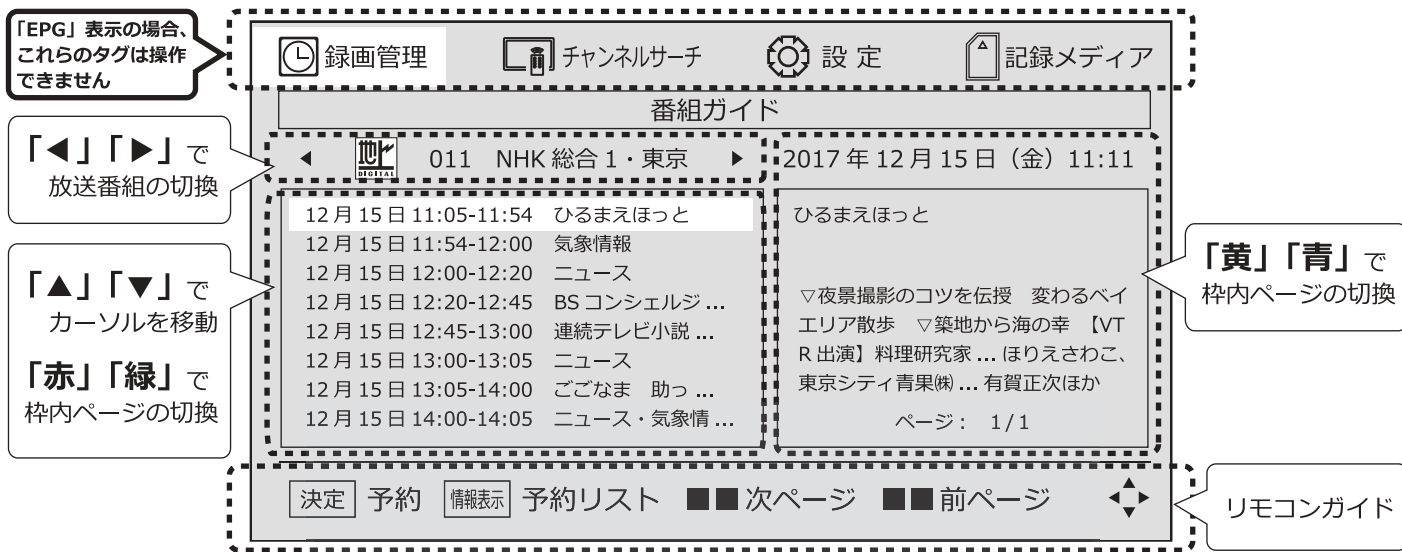 「EPG」表示の場合、
これらのタグは操作
できません
録画管理
チャンネルサーチ
設 定
記録メディア
番組ガイド
「◀」「▶」で
放送番組の切換
◀ 地上 DIGITAL 011 NHK 総合 1・東京 ▶
2017 年 12 月 15 日（金）11:11
「▲」「▼」で
カーソルを移動
「赤」「緑」で
枠内ページの切換
12 月 15 日 11:05-11:54 ひるまえほっと
12 月 15 日 11:54-12:00 気象情報
12 月 15 日 12:00-12:20 ニュース
12 月 15 日 12:20-12:45 BS コンシェルジ ...
12 月 15 日 12:45-13:00 連続テレビ小説 ...
12 月 15 日 13:00-13:05 ニュース
12 月 15 日 13:05-14:00 ごごなま 助っ ...
12 月 15 日 14:00-14:05 ニュース・気象情 ...
ひるまえほっと
▽夜景撮影のコツを伝授 変わるベイ
エリア散歩 ▽築地から海の幸 【VT
R 出演】料理研究家 ... ほりえさわこ、
東京シティ青果㈱ ... 有賀正次ほか
ページ： 1/1
「黄」「青」で
枠内ページの切換
決定 予約 情報表示 予約リスト ■■次ページ ■■前ページ
リモコンガイド